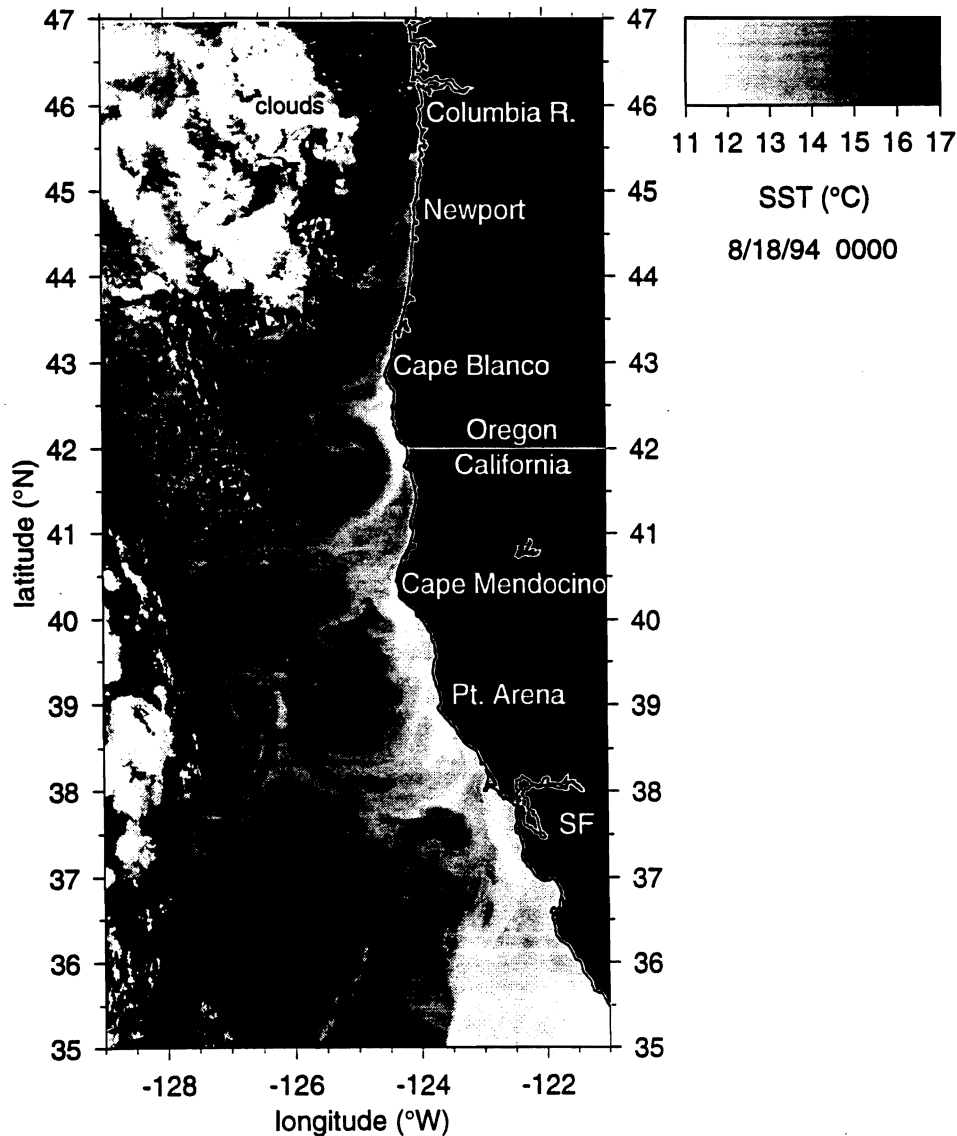 47
46
45
44
43
42
41
40
39
38
37
36
35
latitude (°N)
clouds
Columbia R.
Newport
Cape Blanco
Oregon
California
Cape Mendocino
Pt. Arena
SF
47
46
45
44
43
42
41
40
39
38
37
36
35
-128 -126 -124 -122
longitude (°W)
11 12 13 14 15 16 17
SST (°C)
8/18/94 0000